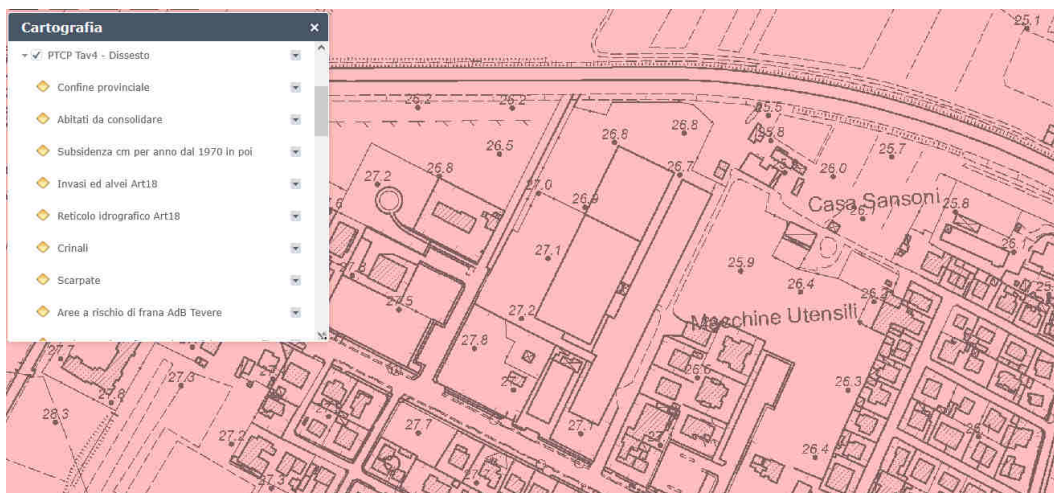 Cartografia
×
PTCP Tav4 - Dissesto
Confine provinciale
Abitati da consolidare
Subsidenza cm per anno dal 1970 in poi
Invasi ed alvei Art18
Reticolo idrografico Art18
Crinali
Scarpate
Aree a rischio di frana AdB Tevere
25.1
26.2
26.2
25.5
26.8
26.8
25.8
26.5
25.7
26.8
26.7
26.0
27.2
27.0
26.9
Casa Sansoni
26.1
25.8
27.1
26.1
25.9
27.5
26.4
27.2
Macchine Utensili
27.8
26.6
27.3
26.3
28.3
27.7
27.1
27.2
26.4
27.3